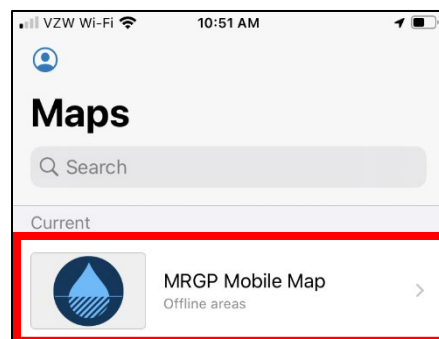 VZW Wi-Fi 10:51 AM
Maps
Search
Current
MRGP Mobile Map
Offline areas